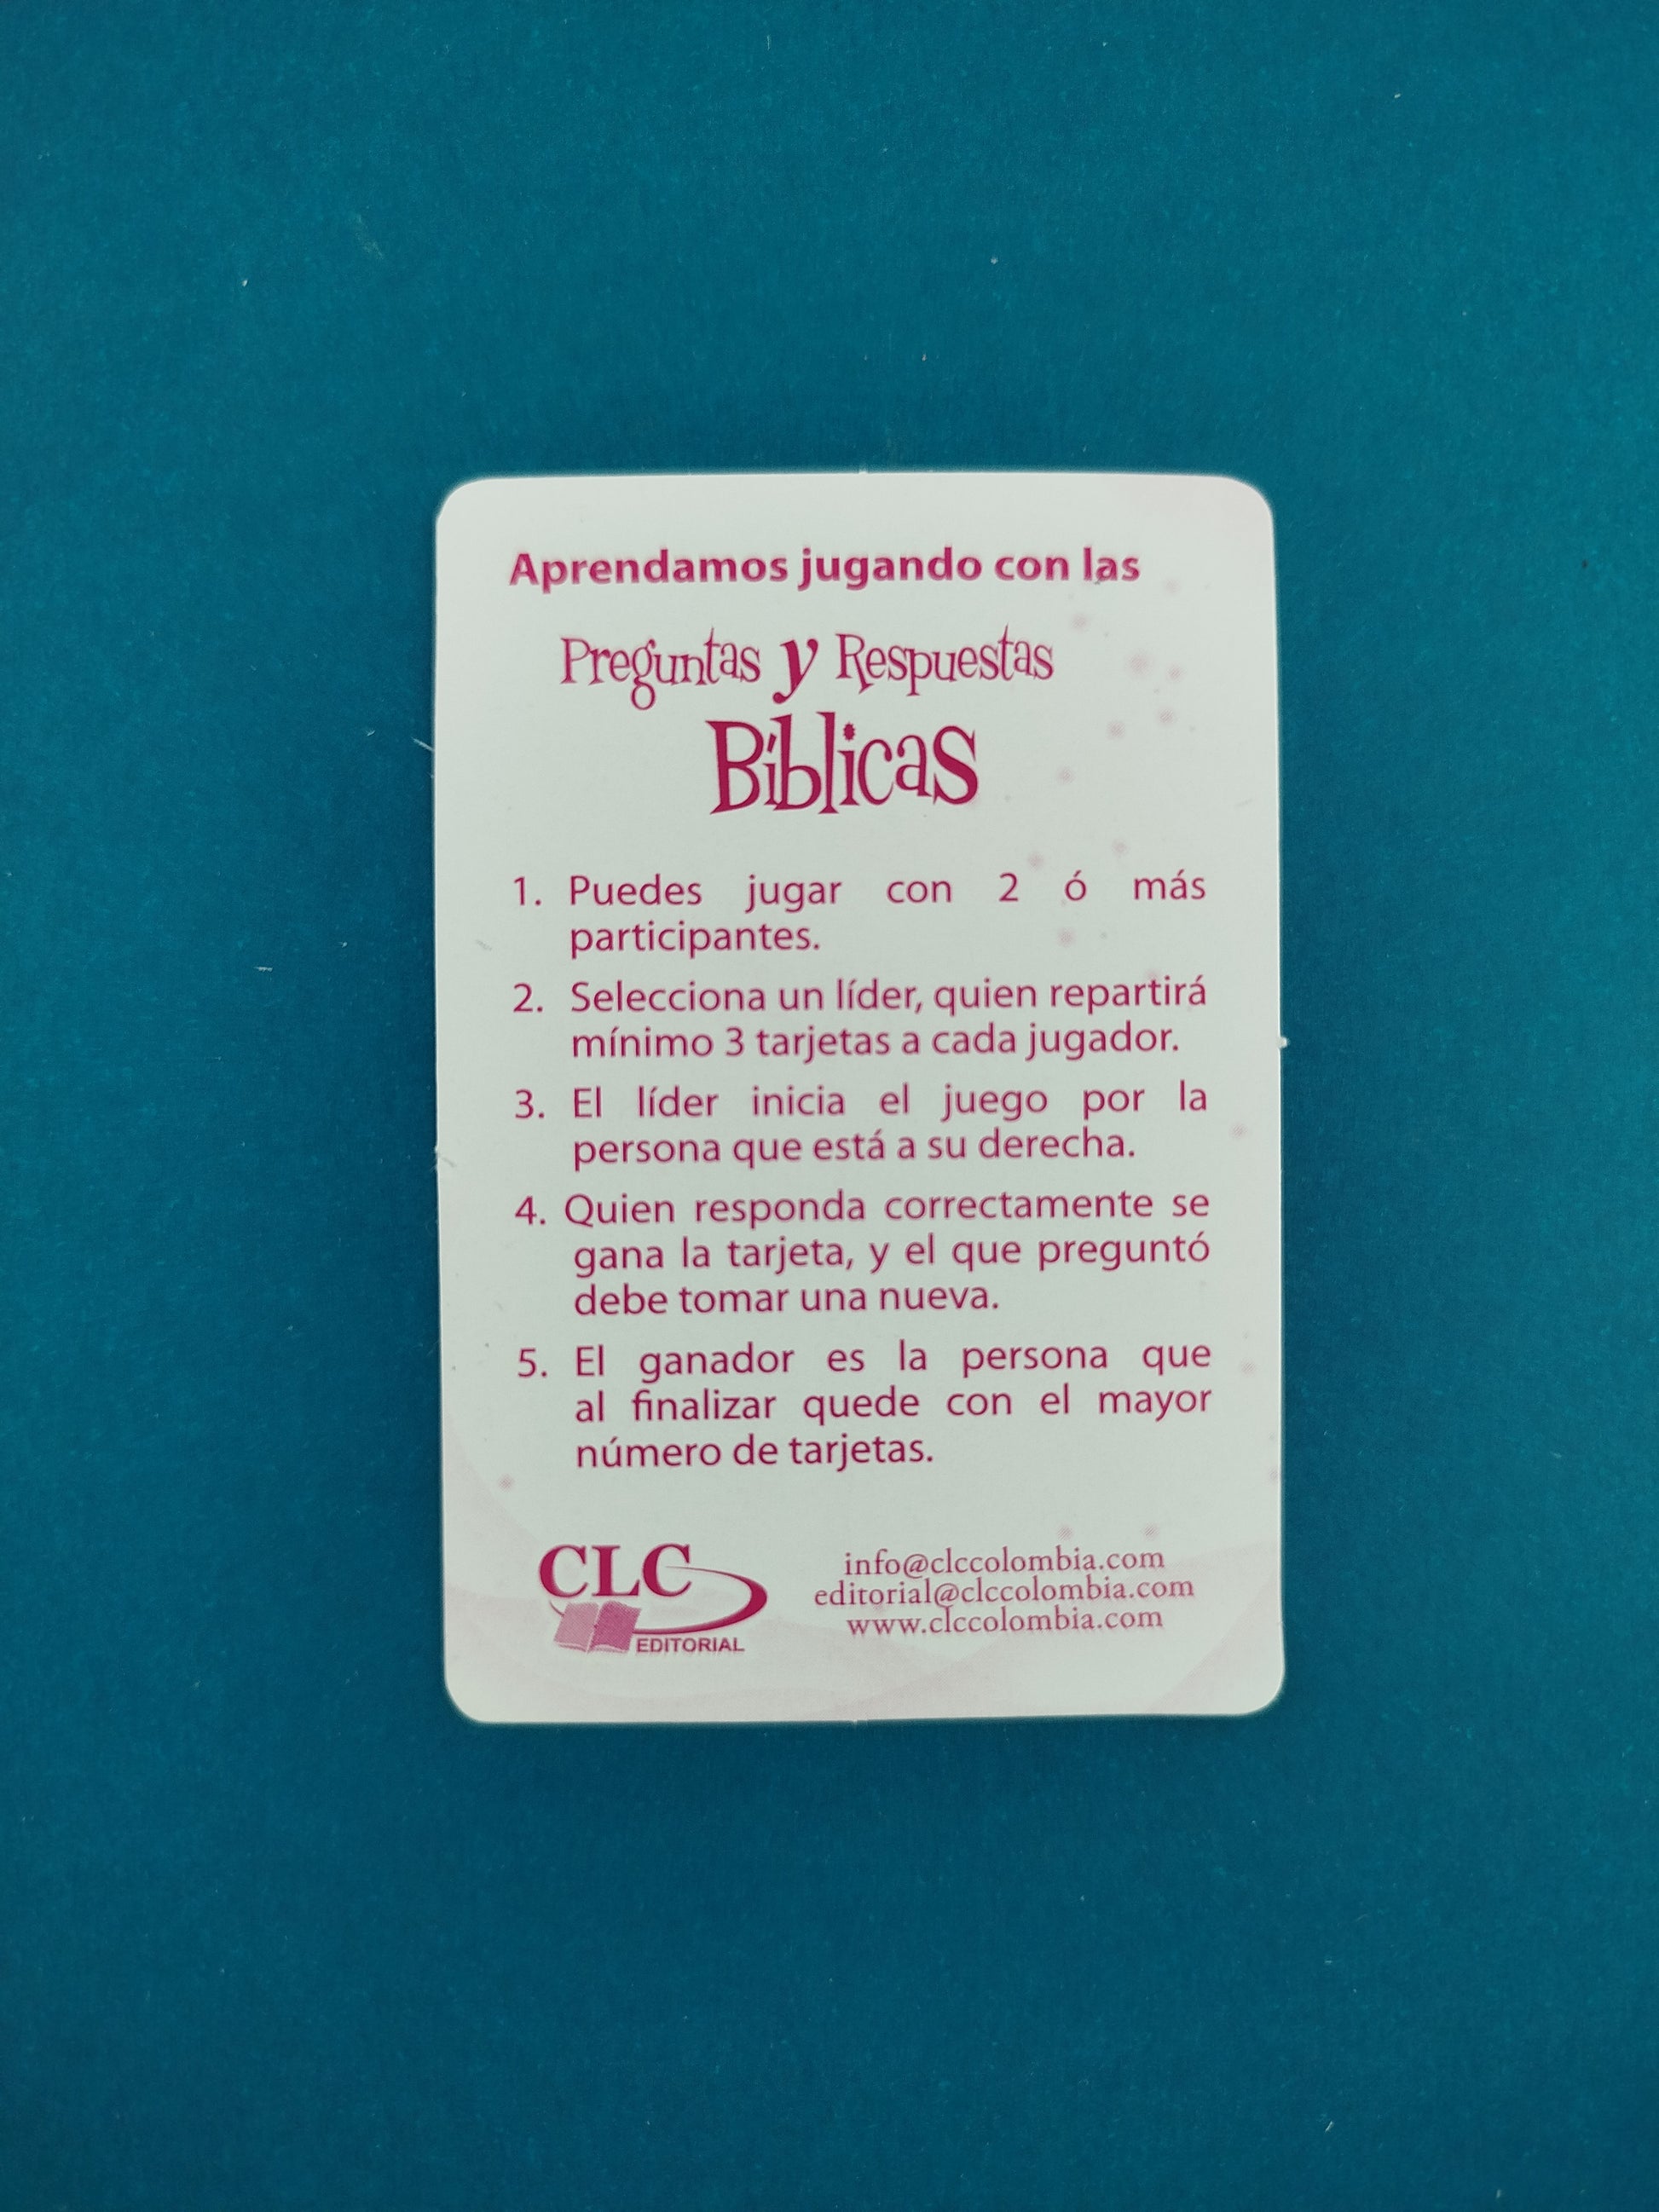 Aprendamos jugando con las
Preguntas y Respuestas
Bíblicas
1. Puedes jugar con 2 ó más
participantes.
2. Selecciona un líder, quien repartirá
mínimo 3 tarjetas a cada jugador.
3. El líder inicia el juego por la
persona que está a su derecha.
4. Quien responda correctamente se
gana la tarjeta, y el que preguntó
debe tomar una nueva.
5. El ganador es la persona que
al finalizar quede con el mayor
número de tarjetas.
CLC
EDITORIAL
info@clccolombia.com
editorial@clccolombia.com
www.clccolombia.com